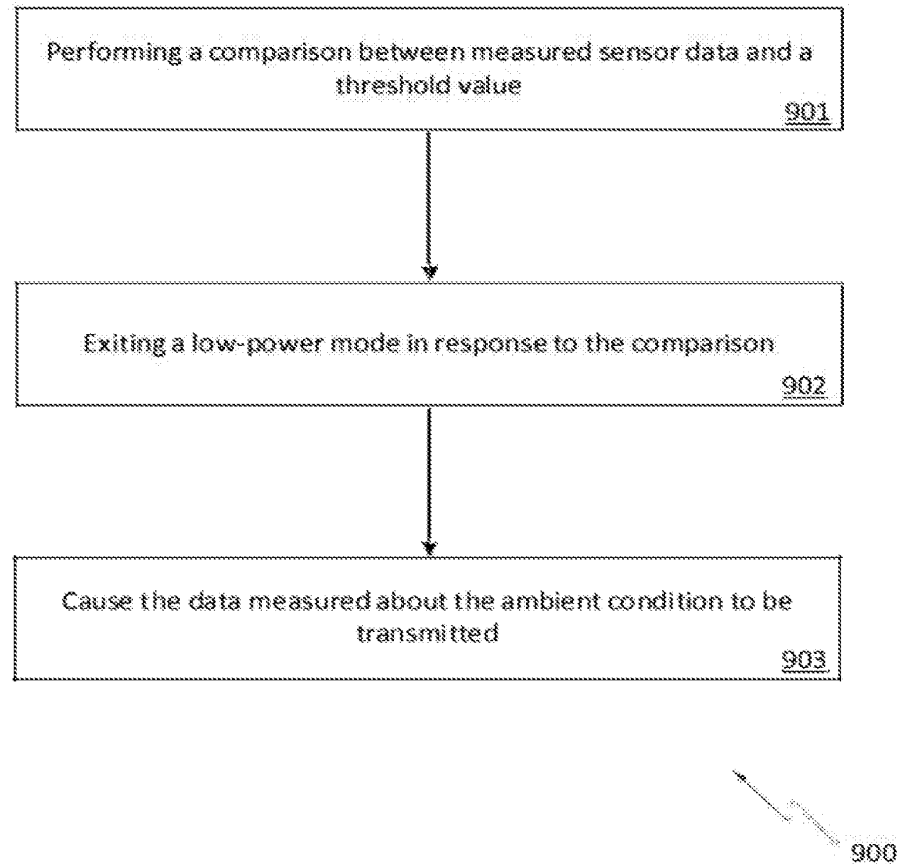 Performing a comparison between measured sensor data and a
threshold value
901
Exiting a low-power mode in response to the comparison
902
Cause the data measured about the ambient condition to be
transmitted
903
900